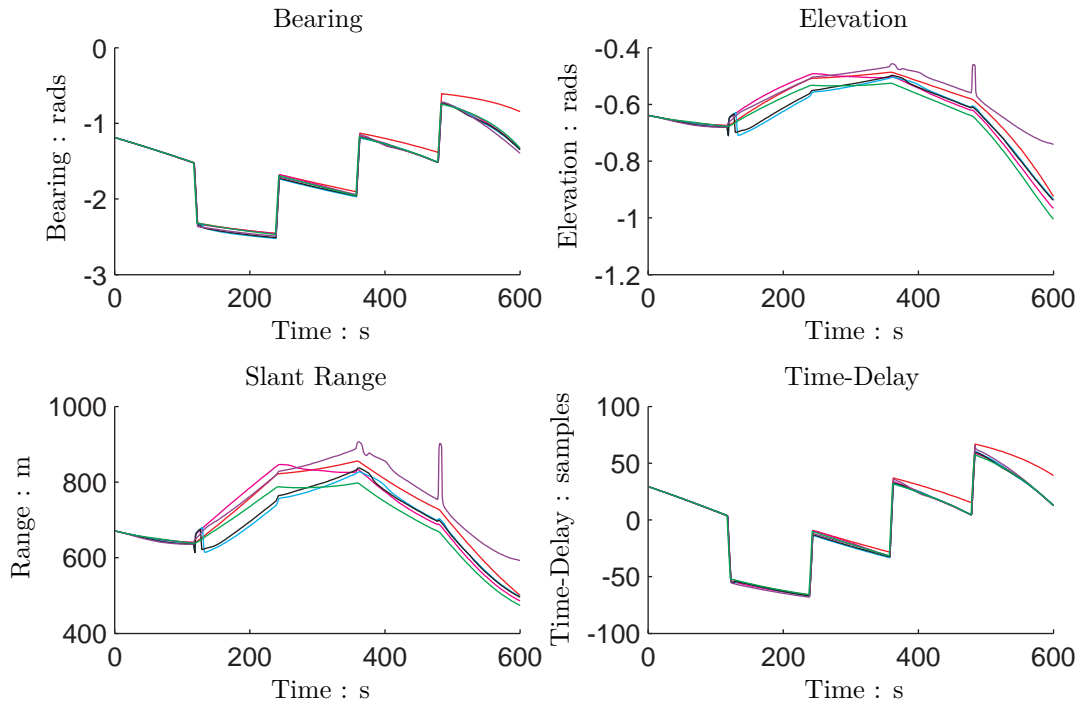 Bearing
Bearing : rads
0
-1
-2
-3
0 200 400 600
Time : s
Elevation
Elevation : rads
-0.4
-0.6
-0.8
-1
-1.2
0 200 400 600
Time : s
Slant Range
Range : m
1000
800
600
400
0 200 400 600
Time : s
Time-Delay
Time-Delay : samples
100
50
0
-50
-100
0 200 400 600
Time : s